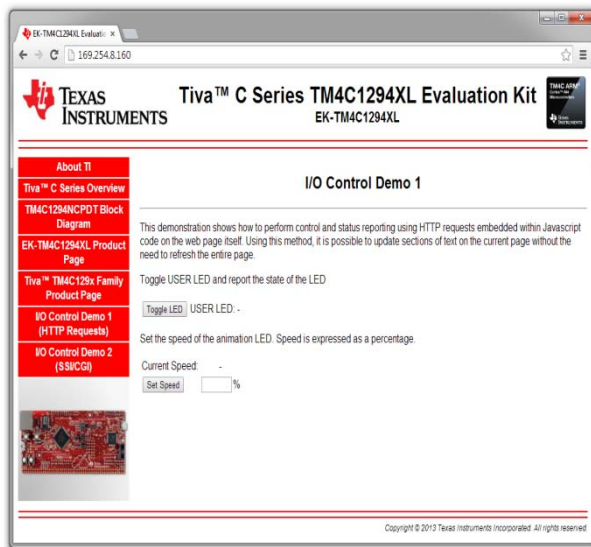 EK-TM4C1294XL Evaluatic
169.254.8.160
TEXAS
INSTRUMENTS
Tiva™ C Series TM4C1294XL Evaluation Kit
EK-TM4C1294XL
TM4C ARM®
About TI
Tiva™ C Series Overview
TM4C1294NCPDT Block
Diagram
EK-TM4C1294XL Product
Page
Tiva™ TM4C129x Family
Product Page
I/O Control Demo 1
(HTTP Requests)
I/O Control Demo 2
(SSI/CGI)
I/O Control Demo 1
This demonstration shows how to perform control and status reporting using HTTP requests embedded within Javascript
code on the web page itself. Using this method, it is possible to update sections of text on the current page without the
need to refresh the entire page.
Toggle USER LED and report the state of the LED
Toggle LED USER LED: -
Set the speed of the animation LED. Speed is expressed as a percentage.
Current Speed: -
Set Speed %
Copyright © 2013 Texas Instruments Incorporated. All rights reserved.